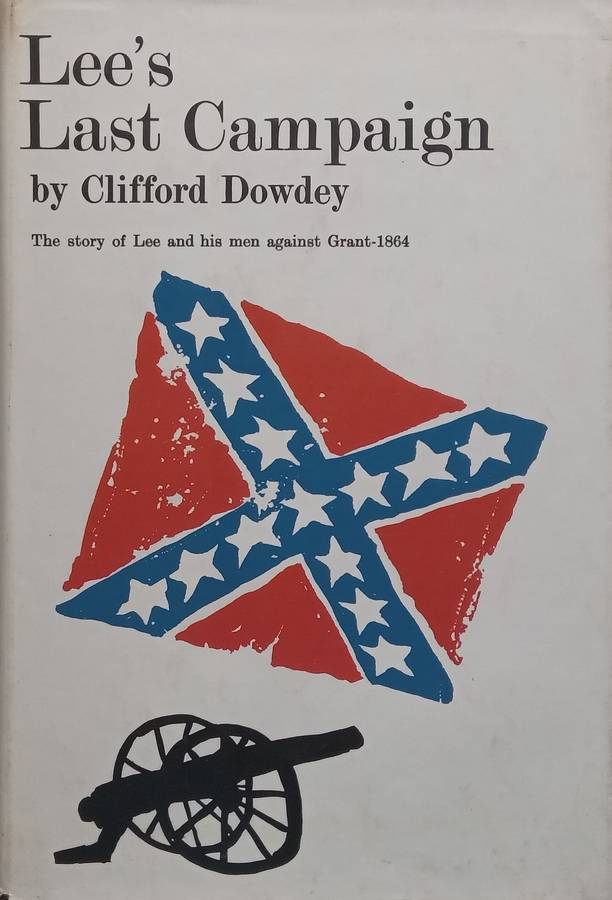 Lee's
Last Campaign
by Clifford Dowdey
The story of Lee and his men against Grant-1864